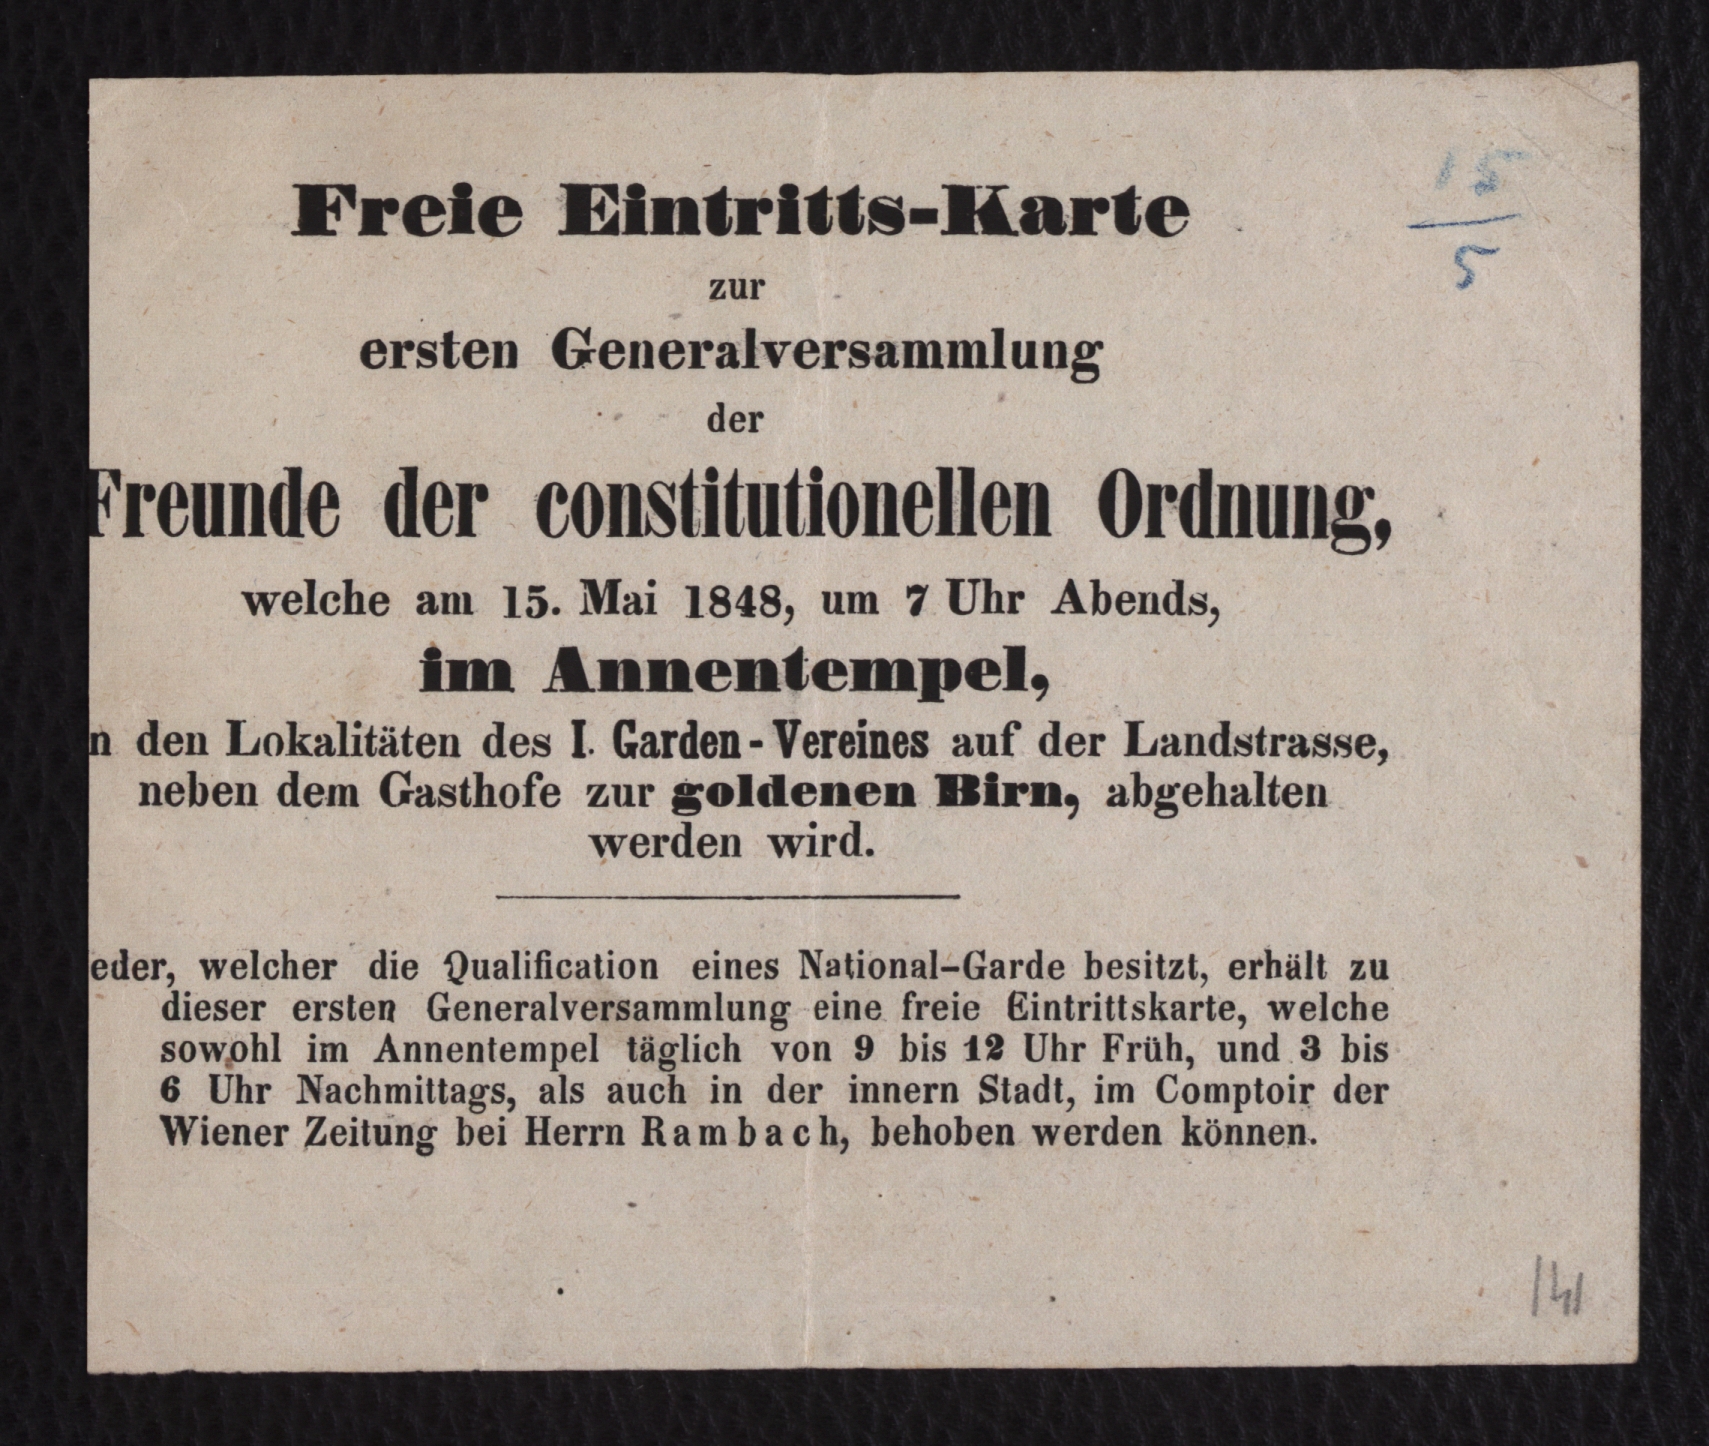 Freie Eintritts-Karte
15
5
zur
ersten Generalversammlung
der
Freunde der constitutionellen Ordnung,
welche am 15. Mai 1848, um 7 Uhr Abends,
im Annentempel,
n den Lokalitäten des I. Garden-Vereines auf der Landstrasse,
neben dem Gasthofe zur goldenen Birn, abgehalten
werden wird.
eder, welcher die Qualification eines National-Garde besitzt, erhält zu
dieser ersten Generalversammlung eine freie Eintrittskarte, welche
sowohl im Annentempel täglich von 9 bis 12 Uhr Früh, und 3 bis
6 Uhr Nachmittags, als auch in der innern Stadt, im Comptoir der
Wiener Zeitung bei Herrn Rambach, behoben werden können.
141